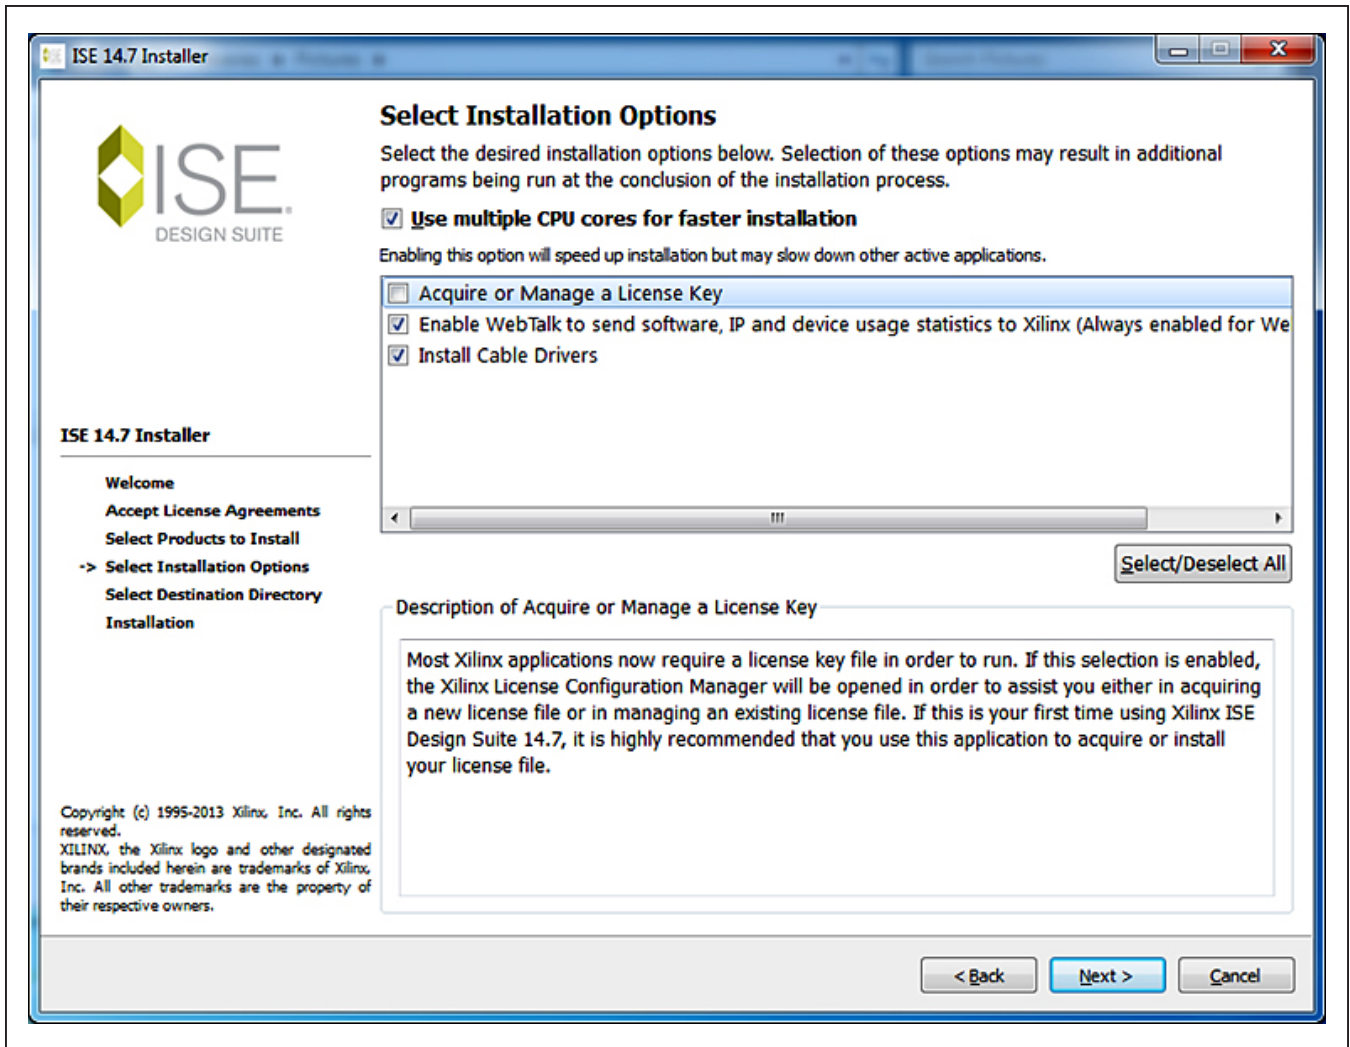 ISE 14.7 Installer
ISE.
DESIGN SUITE
ISE 14.7 Installer
Welcome
Accept License Agreements
Select Products to Install
-> Select Installation Options
Select Destination Directory
Installation
Copyright (c) 1995-2013 Xilinx, Inc. All rights
reserved.
XILINX, the Xilinx logo and other designated
brands included herein are trademarks of Xilinx,
Inc. All other trademarks are the property of
their respective owners.
Select Installation Options
Select the desired installation options below. Selection of these options may result in additional
programs being run at the conclusion of the installation process.
Use multiple CPU cores for faster installation
Enabling this option will speed up installation but may slow down other active applications.
Acquire or Manage a License Key
Enable WebTalk to send software, IP and device usage statistics to Xilinx (Always enabled for We
Install Cable Drivers
Select/Deselect All
Description of Acquire or Manage a License Key
Most Xilinx applications now require a license key file in order to run. If this selection is enabled,
the Xilinx License Configuration Manager will be opened in order to assist you either in acquiring
a new license file or in managing an existing license file. If this is your first time using Xilinx ISE
Design Suite 14.7, it is highly recommended that you use this application to acquire or install
your license file.
< Back
Next >
Cancel